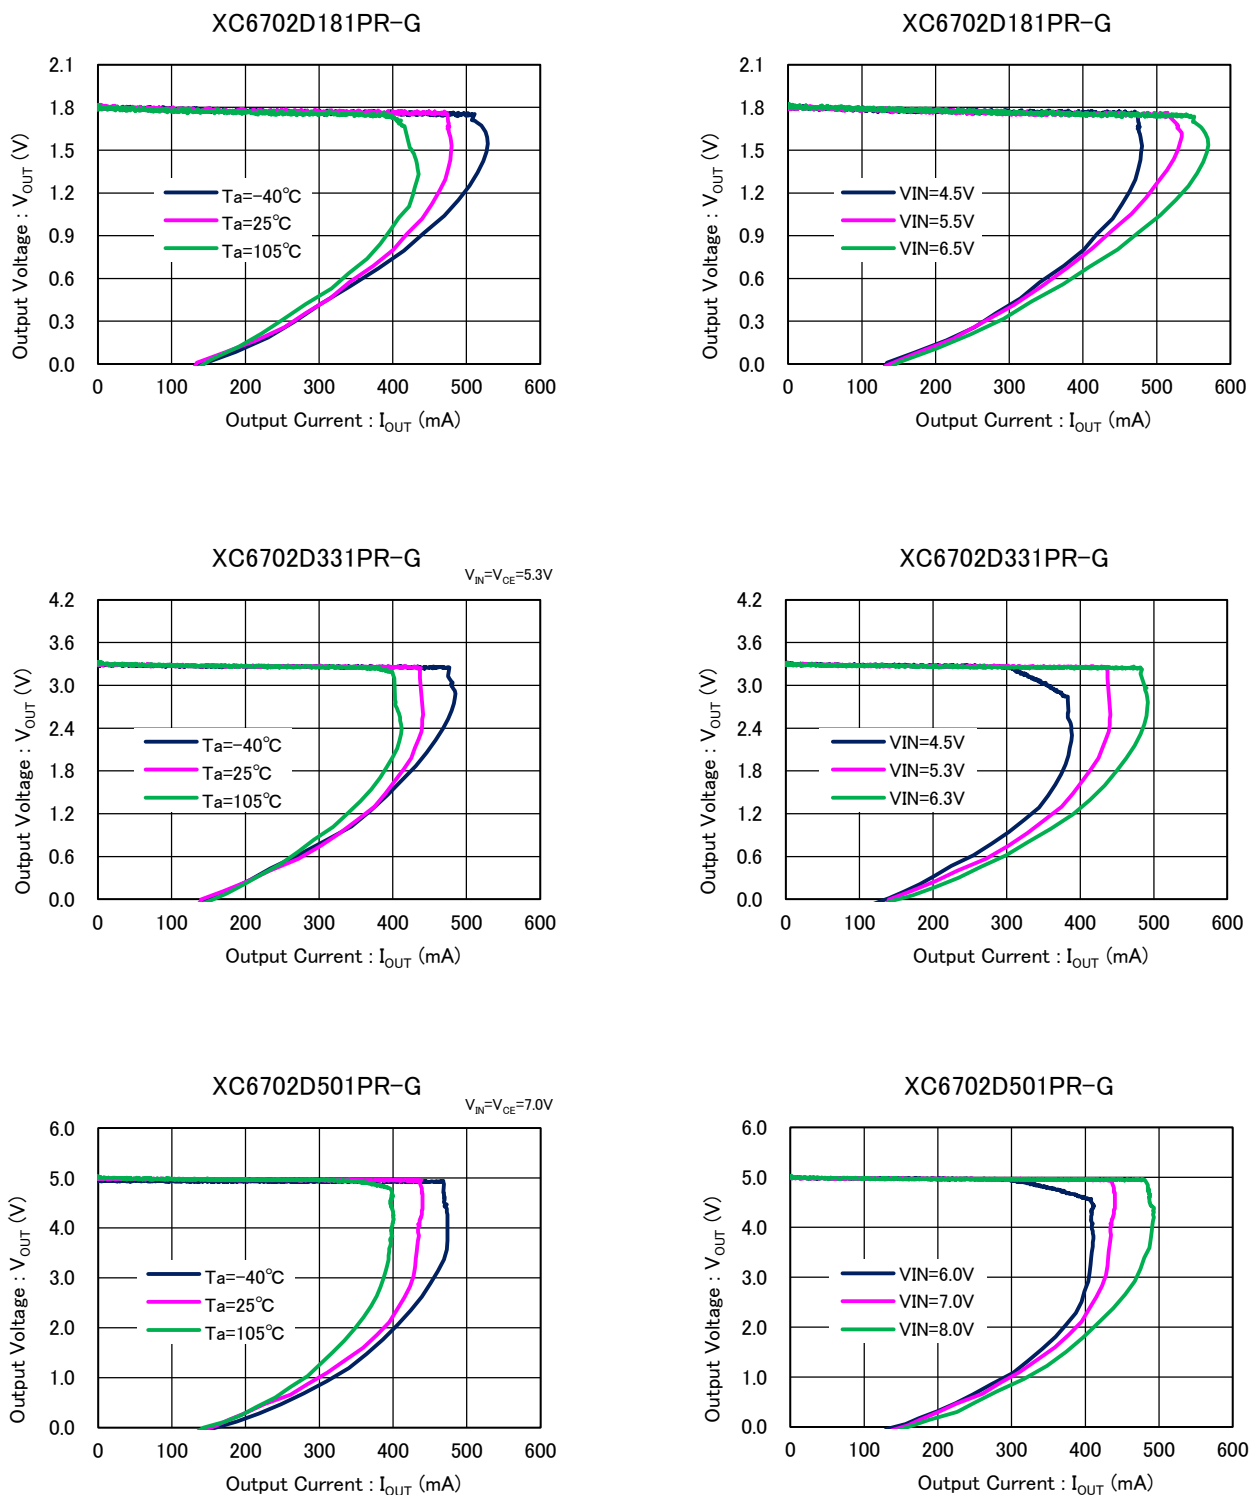 XC6702D181PR-G
Output Voltage : VOUT (V)
2.1
1.8
1.5
1.2
0.9
0.6
0.3
0.0
Ta=-40℃
Ta=25℃
Ta=105℃
0 100 200 300 400 500 600
Output Current : IOUT (mA)
XC6702D181PR-G
Output Voltage : VOUT (V)
2.1
1.8
1.5
1.2
0.9
0.6
0.3
0.0
VIN=4.5V
VIN=5.5V
VIN=6.5V
0 100 200 300 400 500 600
Output Current : IOUT (mA)
XC6702D331PR-G
VIN=VCE=5.3V
Output Voltage : VOUT (V)
4.2
3.6
3.0
2.4
1.8
1.2
0.6
0.0
Ta=-40℃
Ta=25℃
Ta=105℃
0 100 200 300 400 500 600
Output Current : IOUT (mA)
XC6702D331PR-G
Output Voltage : VOUT (V)
4.2
3.6
3.0
2.4
1.8
1.2
0.6
0.0
VIN=4.5V
VIN=5.3V
VIN=6.3V
0 100 200 300 400 500 600
Output Current : IOUT (mA)
XC6702D501PR-G
VIN=VCE=7.0V
Output Voltage : VOUT (V)
6.0
5.0
4.0
3.0
2.0
1.0
0.0
Ta=-40℃
Ta=25℃
Ta=105℃
0 100 200 300 400 500 600
Output Current : IOUT (mA)
XC6702D501PR-G
Output Voltage : VOUT (V)
6.0
5.0
4.0
3.0
2.0
1.0
0.0
VIN=6.0V
VIN=7.0V
VIN=8.0V
0 100 200 300 400 500 600
Output Current : IOUT (mA)